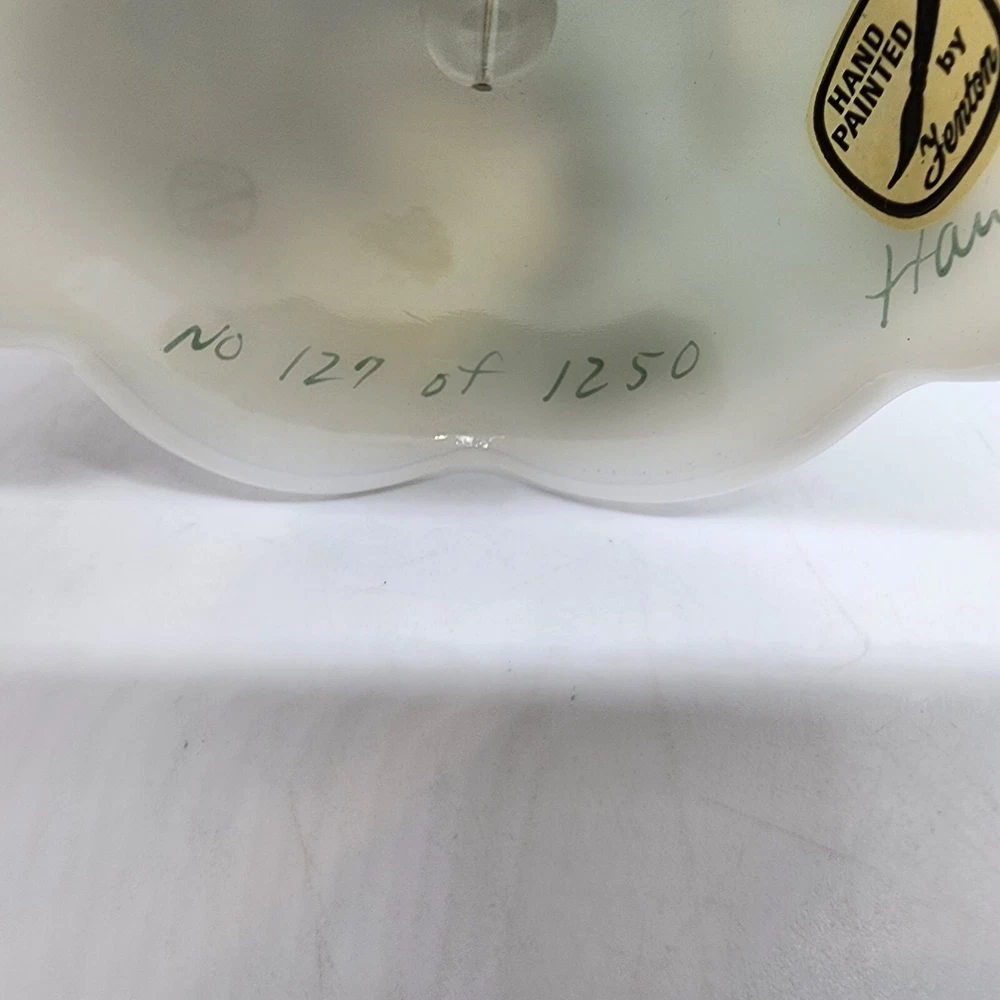 HAND
PAINTED
by
Fenton
No 127 of 1250